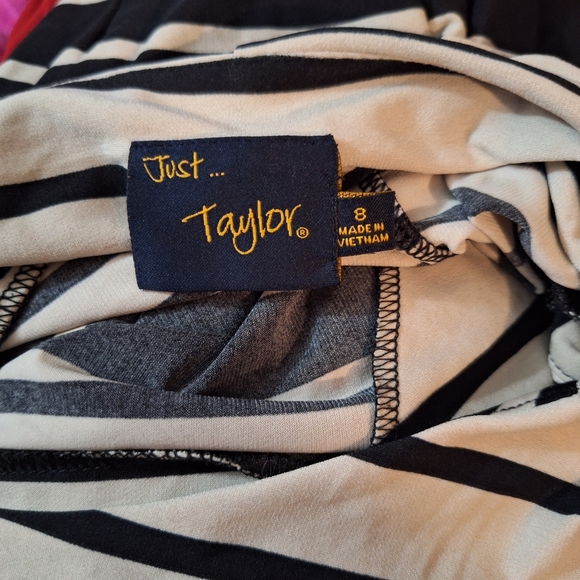 Just ...
Taylor®
8
MADE IN
VIETNAM